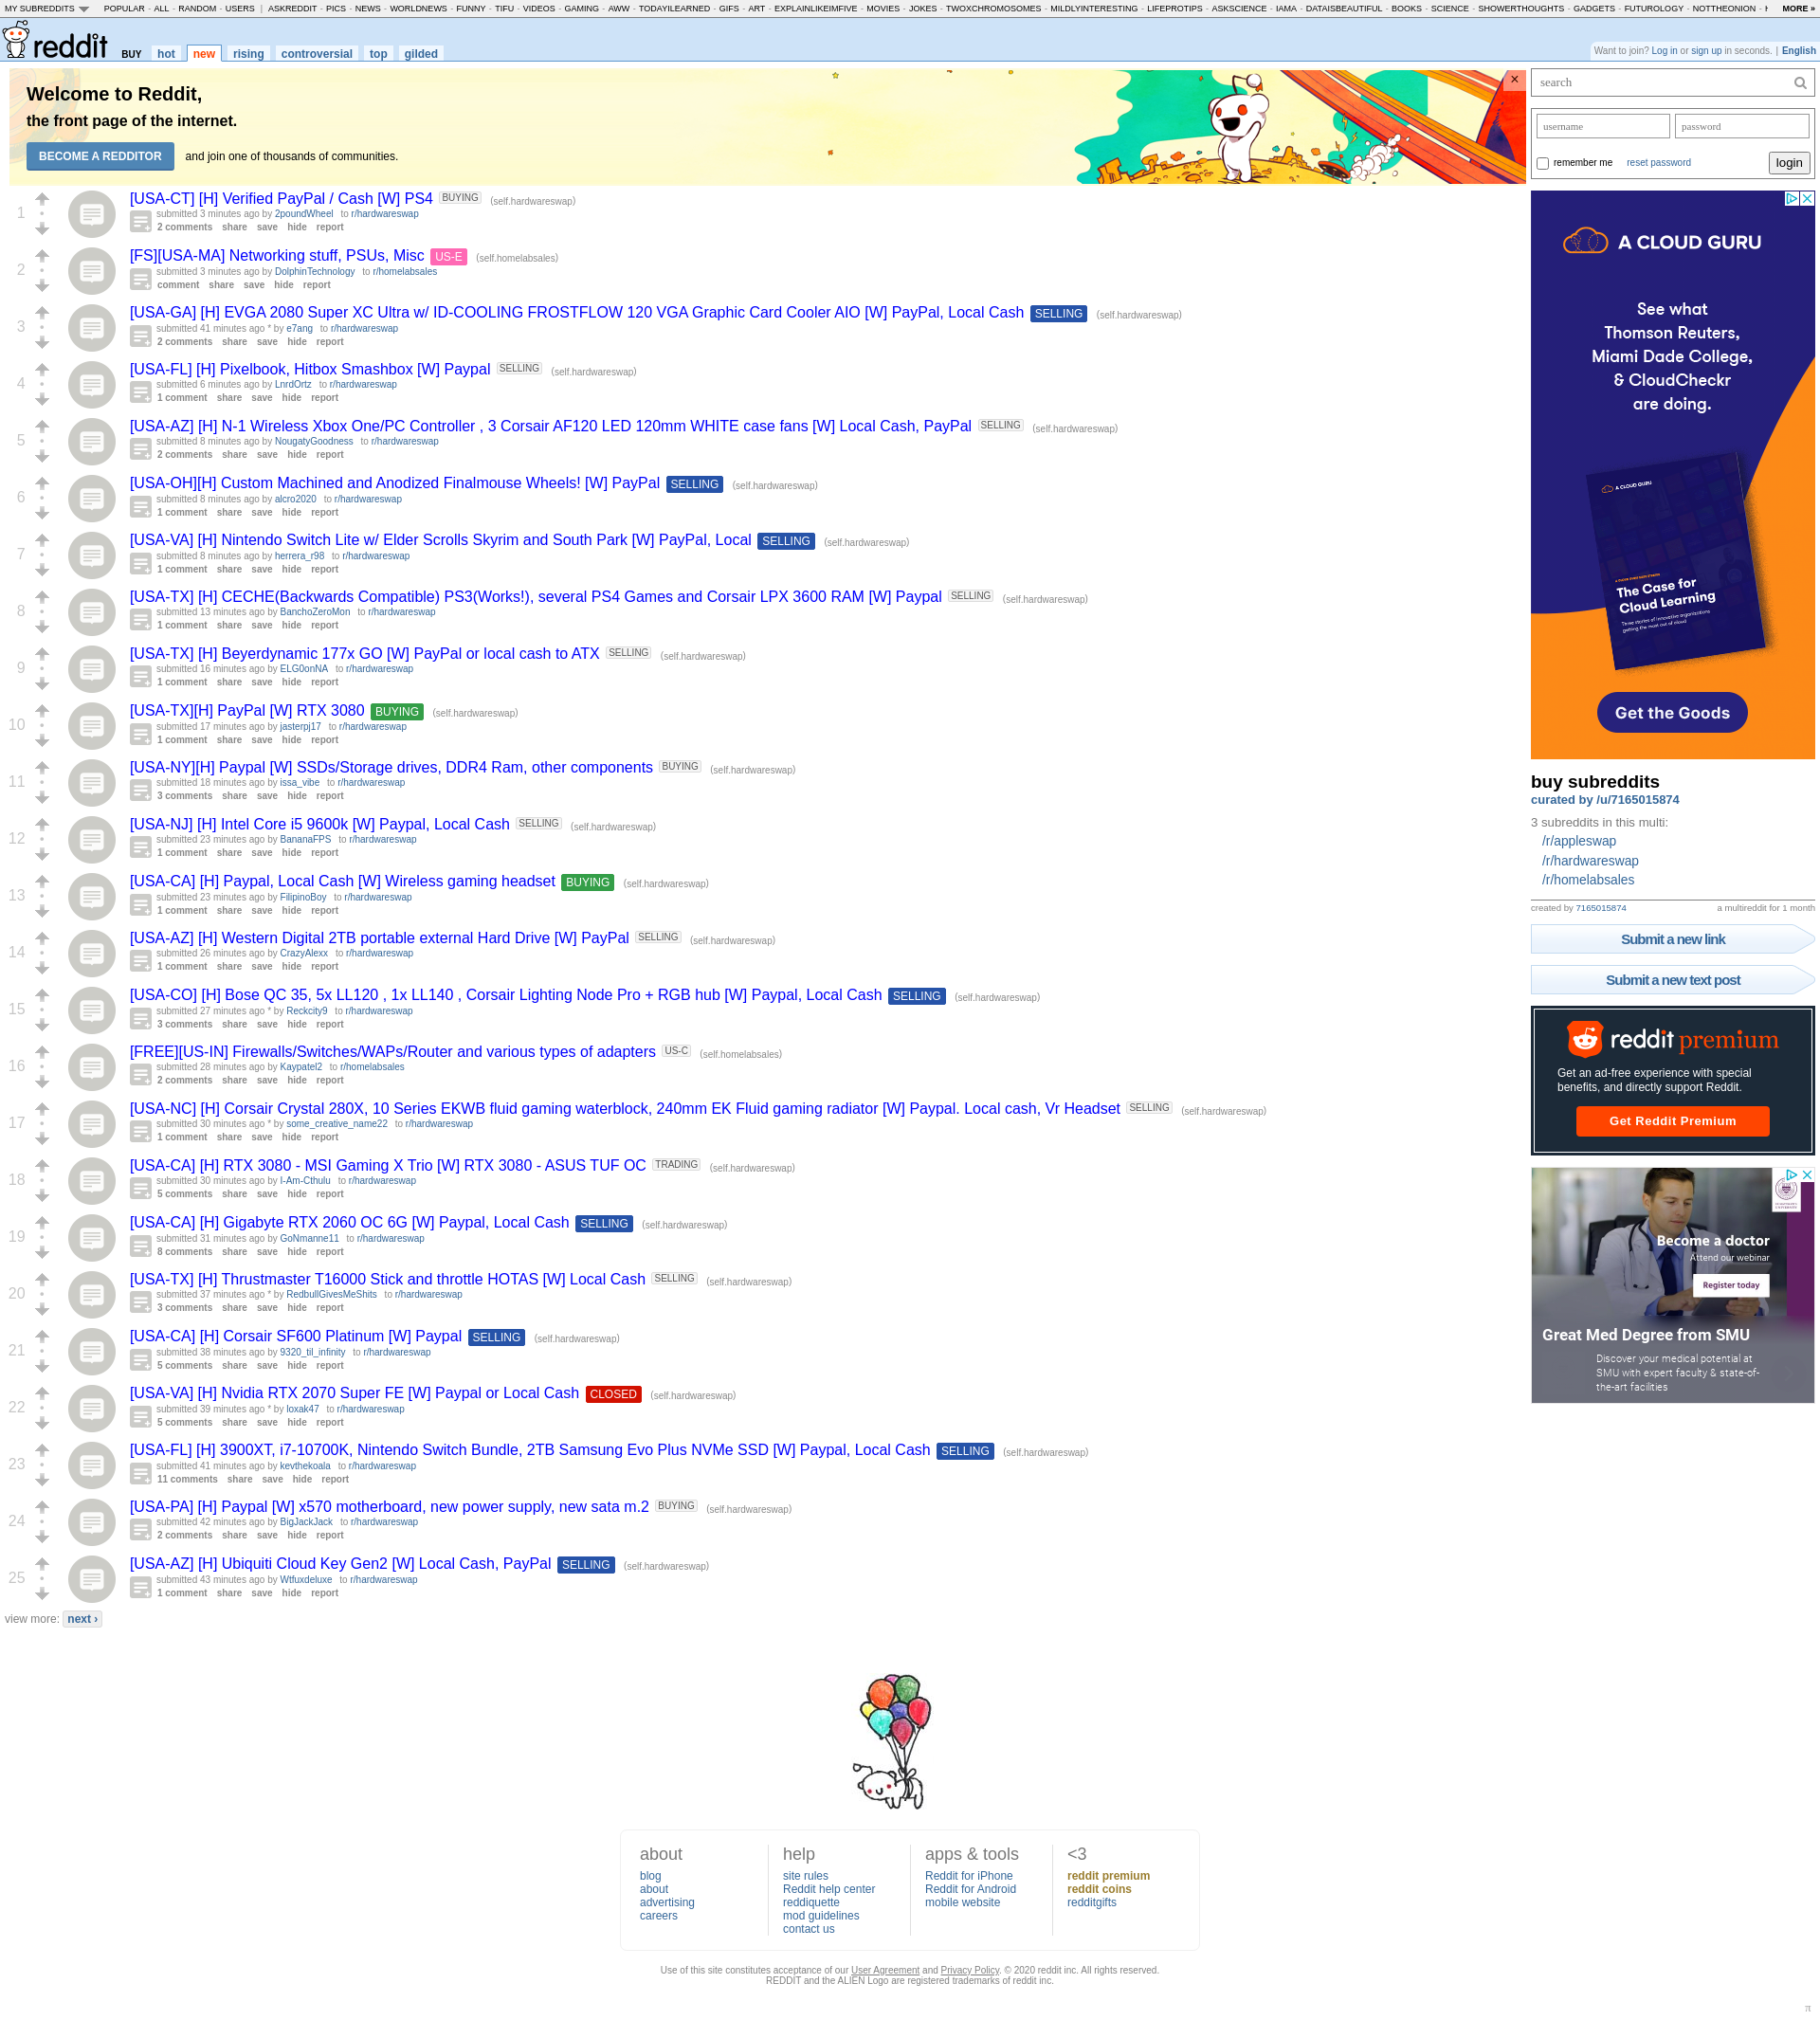 MY SUBREDDITS POPULAR - ALL - RANDOM - USERS | ASKREDDIT - PICS - NEWS - WORLDNEWS - FUNNY - TIFU - VIDEOS - GAMING - AWW - TODAYILEARNED - GIFS - ART - EXPLAINLIKEIMFIVE - MOVIES - JOKES - TWOXCHROMOSOMES - MILDLYINTERESTING - LIFEPROTIPS - ASKSCIENCE - IAMA - DATAISBEAUTIFUL - BOOKS - SCIENCE - SHOWERTHOUGHTS - GADGETS - FUTUROLOGY - NOTTHEONION - MORE »
reddit BUY hot new rising controversial top gilded
Want to join? Log in or sign up in seconds. | English
Welcome to Reddit,
the front page of the internet.
BECOME A REDDITOR and join one of thousands of communities.
×
1
[USA-CT] [H] Verified PayPal / Cash [W] PS4 BUYING (self.hardwareswap)
submitted 3 minutes ago by 2poundWheel to r/hardwareswap
2 comments share save hide report
2
[FS][USA-MA] Networking stuff, PSUs, Misc US-E (self.homelabsales)
submitted 3 minutes ago by DolphinTechnology to r/homelabsales
comment share save hide report
3
[USA-GA] [H] EVGA 2080 Super XC Ultra w/ ID-COOLING FROSTFLOW 120 VGA Graphic Card Cooler AIO [W] PayPal, Local Cash SELLING (self.hardwareswap)
submitted 41 minutes ago * by e7ang to r/hardwareswap
2 comments share save hide report
4
[USA-FL] [H] Pixelbook, Hitbox Smashbox [W] Paypal SELLING (self.hardwareswap)
submitted 6 minutes ago by LnrdOrtz to r/hardwareswap
1 comment share save hide report
5
[USA-AZ] [H] N-1 Wireless Xbox One/PC Controller , 3 Corsair AF120 LED 120mm WHITE case fans [W] Local Cash, PayPal SELLING (self.hardwareswap)
submitted 8 minutes ago by NougatyGoodness to r/hardwareswap
2 comments share save hide report
6
[USA-OH][H] Custom Machined and Anodized Finalmouse Wheels! [W] PayPal SELLING (self.hardwareswap)
submitted 8 minutes ago by alcro2020 to r/hardwareswap
1 comment share save hide report
7
[USA-VA] [H] Nintendo Switch Lite w/ Elder Scrolls Skyrim and South Park [W] PayPal, Local SELLING (self.hardwareswap)
submitted 8 minutes ago by herrera_r98 to r/hardwareswap
1 comment share save hide report
8
[USA-TX] [H] CECHE(Backwards Compatible) PS3(Works!), several PS4 Games and Corsair LPX 3600 RAM [W] Paypal SELLING (self.hardwareswap)
submitted 13 minutes ago by BanchoZeroMon to r/hardwareswap
1 comment share save hide report
9
[USA-TX] [H] Beyerdynamic 177x GO [W] PayPal or local cash to ATX SELLING (self.hardwareswap)
submitted 16 minutes ago by ELG0onNA to r/hardwareswap
1 comment share save hide report
10
[USA-TX][H] PayPal [W] RTX 3080 BUYING (self.hardwareswap)
submitted 17 minutes ago by jasterpj17 to r/hardwareswap
1 comment share save hide report
11
[USA-NY][H] Paypal [W] SSDs/Storage drives, DDR4 Ram, other components BUYING (self.hardwareswap)
submitted 18 minutes ago by issa_vibe to r/hardwareswap
3 comments share save hide report
12
[USA-NJ] [H] Intel Core i5 9600k [W] Paypal, Local Cash SELLING (self.hardwareswap)
submitted 23 minutes ago by BananaFPS to r/hardwareswap
1 comment share save hide report
13
[USA-CA] [H] Paypal, Local Cash [W] Wireless gaming headset BUYING (self.hardwareswap)
submitted 23 minutes ago by FilipinoBoy to r/hardwareswap
1 comment share save hide report
14
[USA-AZ] [H] Western Digital 2TB portable external Hard Drive [W] PayPal SELLING (self.hardwareswap)
submitted 26 minutes ago by CrazyAlexx to r/hardwareswap
1 comment share save hide report
15
[USA-CO] [H] Bose QC 35, 5x LL120 , 1x LL140 , Corsair Lighting Node Pro + RGB hub [W] Paypal, Local Cash SELLING (self.hardwareswap)
submitted 27 minutes ago * by Reckcity9 to r/hardwareswap
3 comments share save hide report
16
[FREE][US-IN] Firewalls/Switches/WAPs/Router and various types of adapters US-C (self.homelabsales)
submitted 28 minutes ago by Kaypatel2 to r/homelabsales
2 comments share save hide report
17
[USA-NC] [H] Corsair Crystal 280X, 10 Series EKWB fluid gaming waterblock, 240mm EK Fluid gaming radiator [W] Paypal. Local cash, Vr Headset SELLING (self.hardwareswap)
submitted 30 minutes ago * by some_creative_name22 to r/hardwareswap
1 comment share save hide report
18
[USA-CA] [H] RTX 3080 - MSI Gaming X Trio [W] RTX 3080 - ASUS TUF OC TRADING (self.hardwareswap)
submitted 30 minutes ago by I-Am-Cthulu to r/hardwareswap
5 comments share save hide report
19
[USA-CA] [H] Gigabyte RTX 2060 OC 6G [W] Paypal, Local Cash SELLING (self.hardwareswap)
submitted 31 minutes ago by GoNmanne11 to r/hardwareswap
8 comments share save hide report
20
[USA-TX] [H] Thrustmaster T16000 Stick and throttle HOTAS [W] Local Cash SELLING (self.hardwareswap)
submitted 37 minutes ago * by RedbullGivesMeShits to r/hardwareswap
3 comments share save hide report
21
[USA-CA] [H] Corsair SF600 Platinum [W] Paypal SELLING (self.hardwareswap)
submitted 38 minutes ago by 9320_til_infinity to r/hardwareswap
5 comments share save hide report
22
[USA-VA] [H] Nvidia RTX 2070 Super FE [W] Paypal or Local Cash CLOSED (self.hardwareswap)
submitted 39 minutes ago * by loxak47 to r/hardwareswap
5 comments share save hide report
23
[USA-FL] [H] 3900XT, i7-10700K, Nintendo Switch Bundle, 2TB Samsung Evo Plus NVMe SSD [W] Paypal, Local Cash SELLING (self.hardwareswap)
submitted 41 minutes ago by kevthekoala to r/hardwareswap
11 comments share save hide report
24
[USA-PA] [H] Paypal [W] x570 motherboard, new power supply, new sata m.2 BUYING (self.hardwareswap)
submitted 42 minutes ago by BigJackJack to r/hardwareswap
2 comments share save hide report
25
[USA-AZ] [H] Ubiquiti Cloud Key Gen2 [W] Local Cash, PayPal SELLING (self.hardwareswap)
submitted 43 minutes ago by Wtfuxdeluxe to r/hardwareswap
1 comment share save hide report
view more: next ›
search
username password
remember me reset password login
A CLOUD GURU
See what
Thomson Reuters,
Miami Dade College,
& CloudCheckr
are doing.
A CLOUD GURU
The Case for
Cloud Learning
Get the Goods
buy subreddits
curated by /u/7165015874
3 subreddits in this multi:
/r/appleswap
/r/hardwareswap
/r/homelabsales
created by 7165015874 a multireddit for 1 month
Submit a new link
Submit a new text post
reddit premium
Get an ad-free experience with special
benefits, and directly support Reddit.
Get Reddit Premium
Become a doctor
Attend our webinar
Register today
Great Med Degree from SMU
Discover your medical potential at
SMU with expert faculty & state-of-
the-art facilities
about
blog
about
advertising
careers
help
site rules
Reddit help center
reddiquette
mod guidelines
contact us
apps & tools
Reddit for iPhone
Reddit for Android
mobile website
<3
reddit premium
reddit coins
redditgifts
Use of this site constitutes acceptance of our User Agreement and Privacy Policy. © 2020 reddit inc. All rights reserved.
REDDIT and the ALIEN Logo are registered trademarks of reddit inc.
π